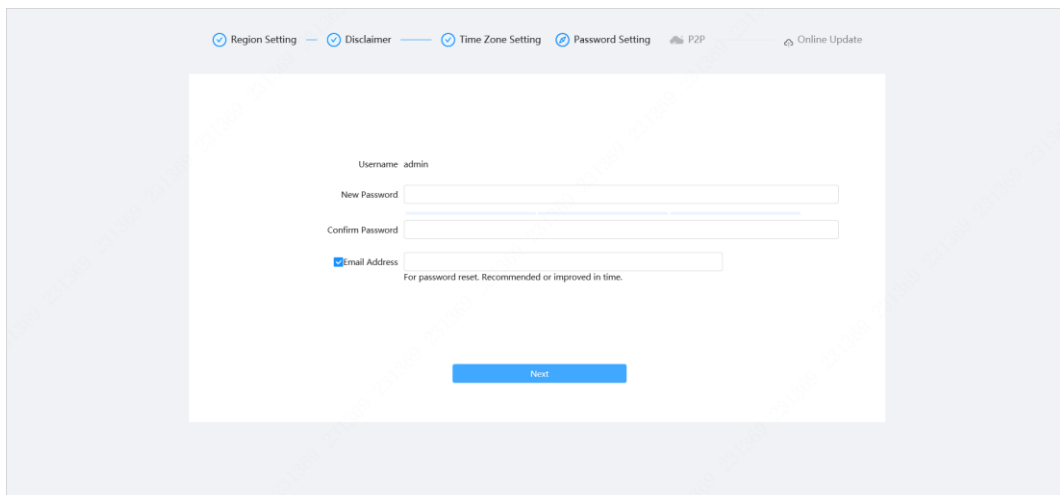 Region Setting Disclaimer Time Zone Setting Password Setting P2P Online Update
Username admin
New Password
Confirm Password
Email Address
For password reset. Recommended or improved in time.
Next